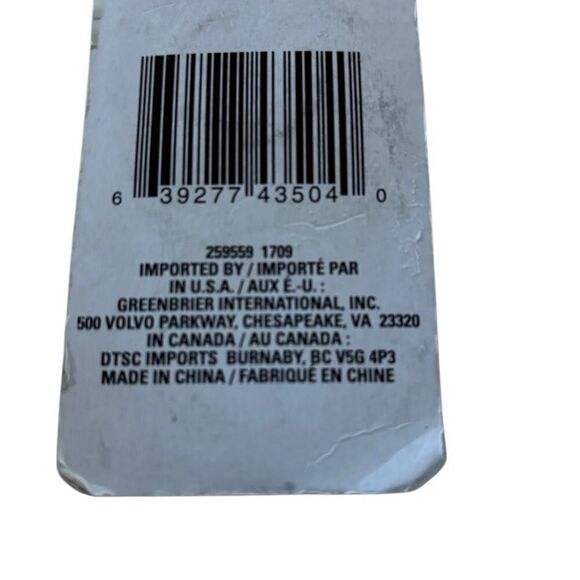 6 39277 43504 0
259559 1709
IMPORTED BY / IMPORTÉ PAR
IN U.S.A. / AUX É.-U. :
GREENBRIER INTERNATIONAL, INC.
500 VOLVO PARKWAY, CHESAPEAKE, VA 23320
IN CANADA / AU CANADA :
DTSC IMPORTS BURNABY, BC V5G 4P3
MADE IN CHINA / FABRIQUÉ EN CHINE